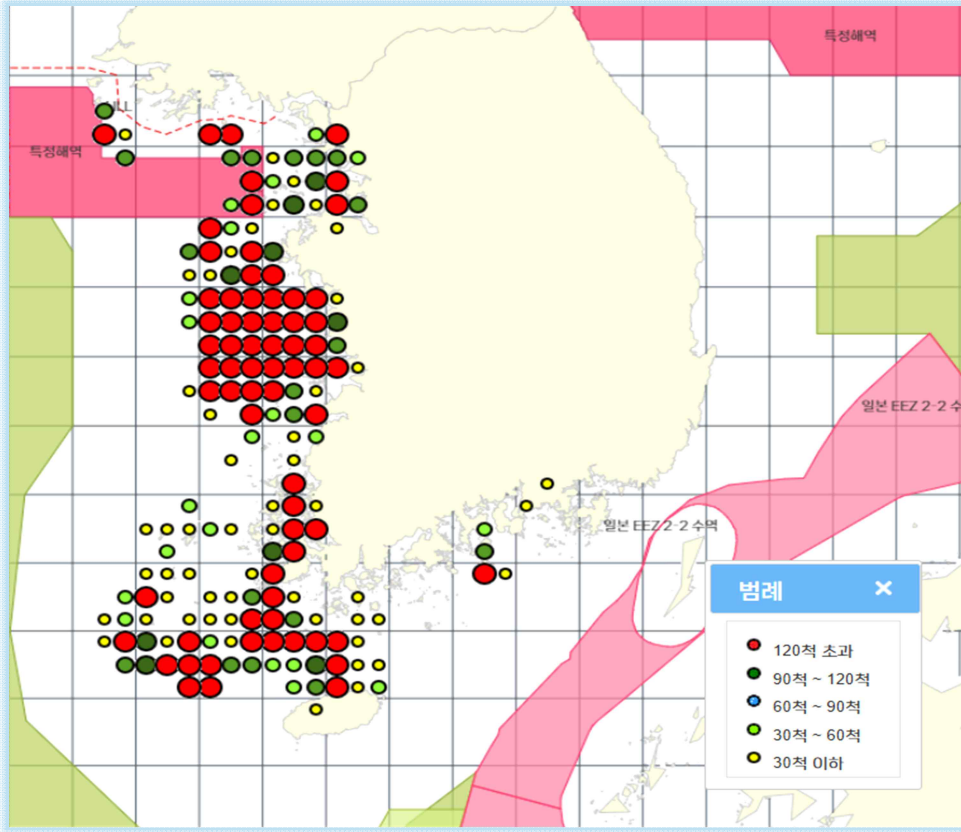 특정해역
NLL
특정해역
일본 EEZ 2-2 수
일본 EEZ 2-2 수역
범례 ×
120척 초과
90척 ~ 120척
60척 ~ 90척
30척 ~ 60척
30척 이하